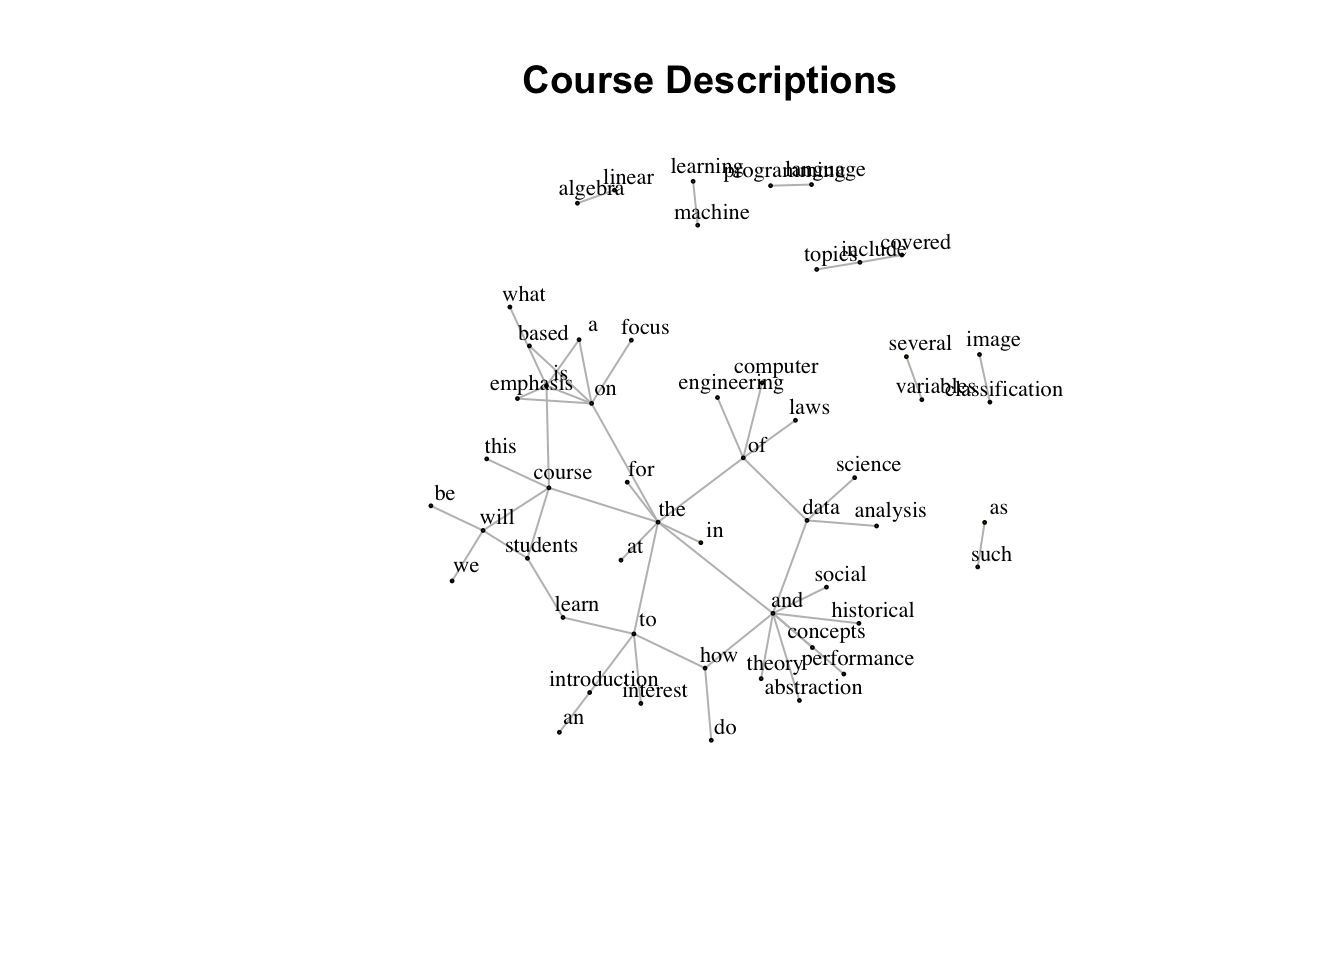 Course Descriptions
learning
programming
language
linear
algebra
machine
covered
include
topics
what
a
focus
based
several
image
computer
is
emphasis
on
engineering
variables
classification
laws
this
of
course
for
science
be
the
data
analysis
as
will
in
students
at
such
we
social
learn
and
historical
to
concepts
how
theory
performance
introduction
interest
abstraction
an
do